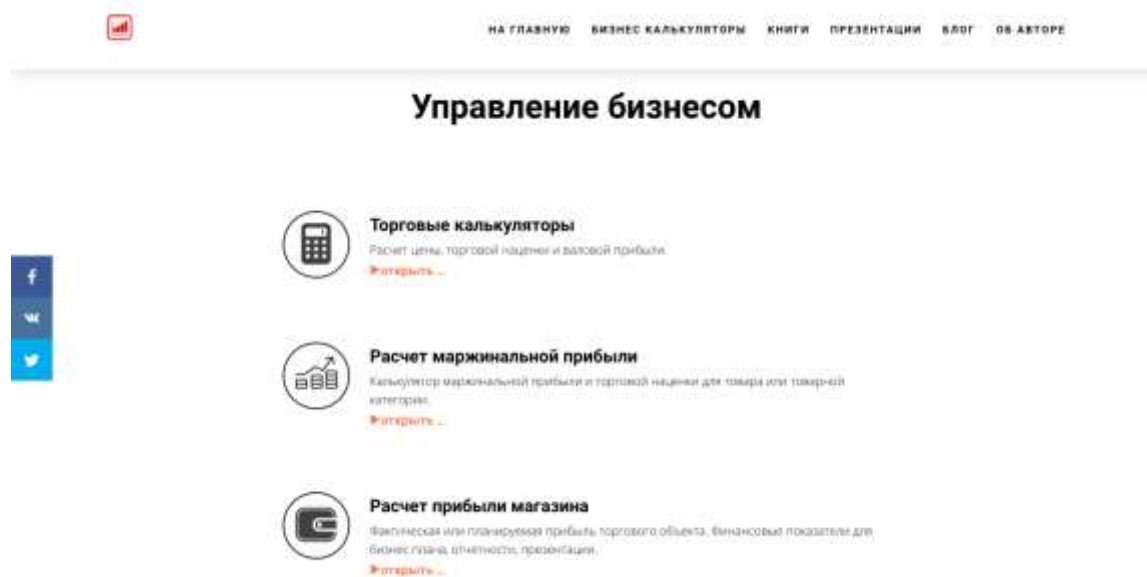 НА ГЛАВНУЮ БИЗНЕС КАЛЬКУЛЯТОРЫ КНИГИ ПРЕЗЕНТАЦИИ БЛОГ ОБ АВТОРЕ
Управление бизнесом
Торговые калькуляторы
Расчет цены, торговой наценки и валовой прибыли.
открыть ...
Расчет маржинальной прибыли
Калькулятор маржинальной прибыли и торговой наценки для товара или товарной
категории.
открыть ...
Расчет прибыли магазина
Фактическая или планируемая прибыль торгового объекта. Финансовые показатели для
бизнес плана, отчетности, презентации.
открыть ...